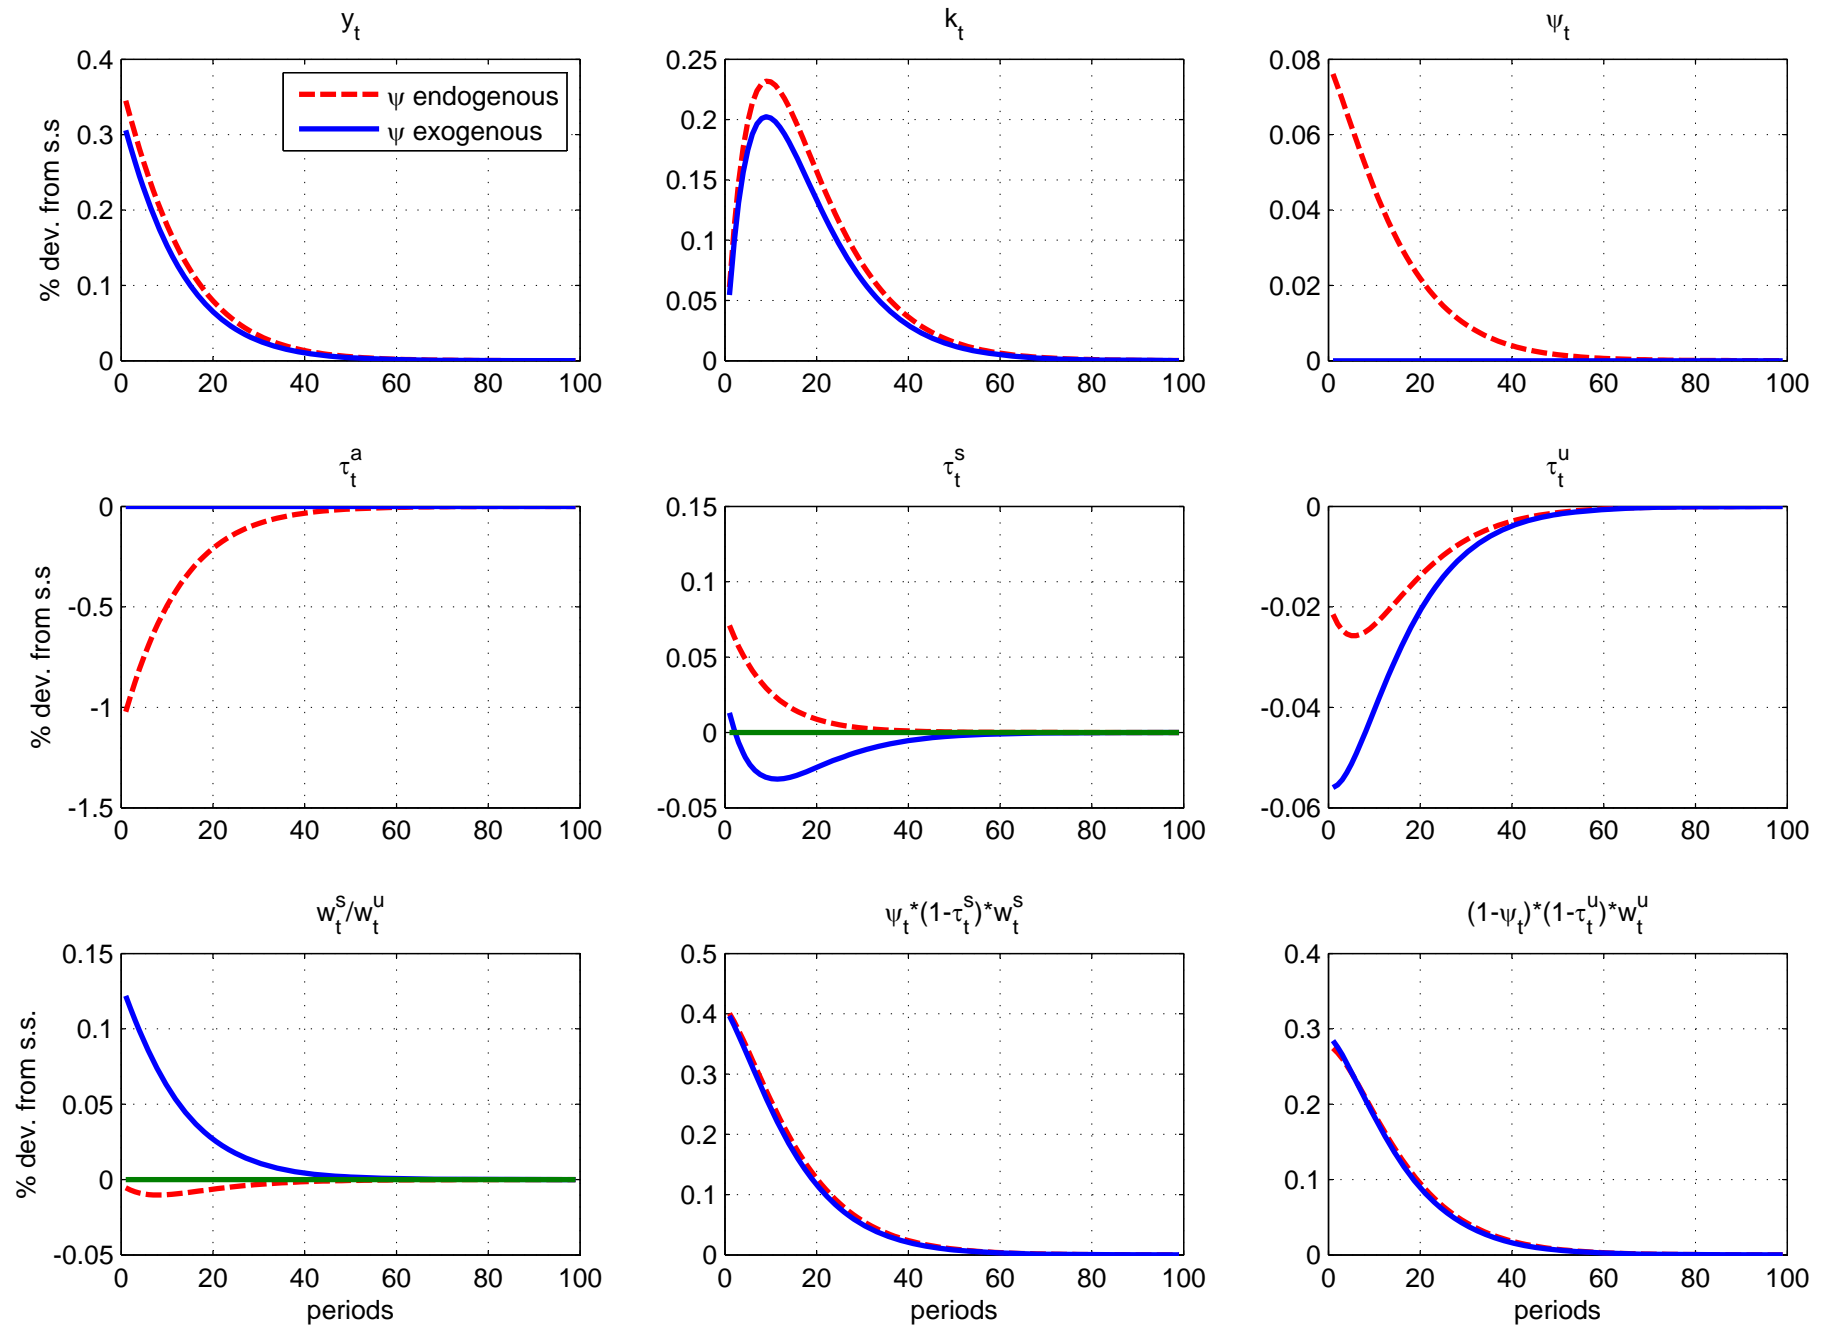 y_t
k_t
ψ_t
% dev. from s.s
0.4
0.3
0.2
0.1
0
0 20 40 60 80 100
ψ endogenous
ψ exogenous
0.25
0.2
0.15
0.1
0.05
0
0 20 40 60 80 100
0.08
0.06
0.04
0.02
0
0 20 40 60 80 100
τ_t^a
τ_t^s
τ_t^u
% dev. from s.s
0
-0.5
-1
-1.5
0 20 40 60 80 100
0.15
0.1
0.05
0
-0.05
0 20 40 60 80 100
0
-0.02
-0.04
-0.06
0 20 40 60 80 100
w_t^s/w_t^u
ψ_t*(1-τ_t^s)*w_t^s
(1-ψ_t)*(1-τ_t^u)*w_t^u
% dev. from s.s.
0.15
0.1
0.05
0
-0.05
0 20 40 60 80 100
periods
0.5
0.4
0.3
0.2
0.1
0
0 20 40 60 80 100
periods
0.4
0.3
0.2
0.1
0
0 20 40 60 80 100
periods